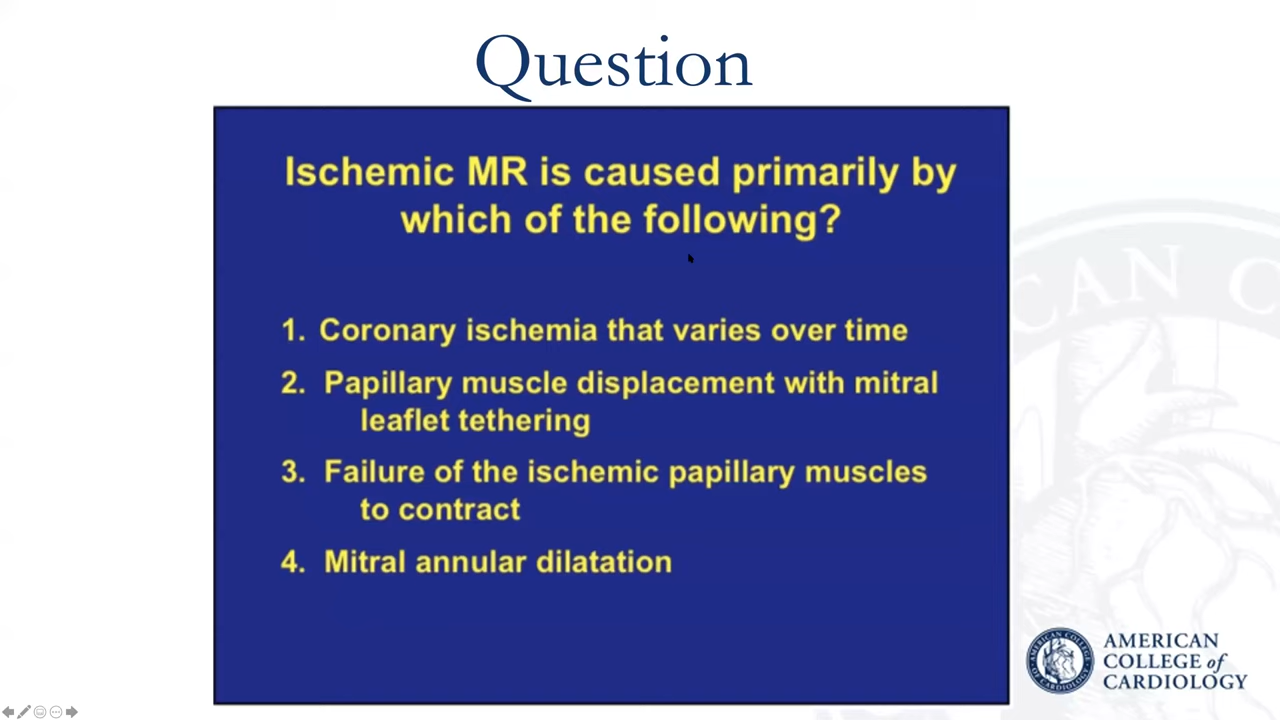 Question
Ischemic MR is caused primarily by
which of the following?
1. Coronary ischemia that varies over time
2. Papillary muscle displacement with mitral
leaflet tethering
3. Failure of the ischemic papillary muscles
to contract
4. Mitral annular dilatation
AMERICAN
COLLEGE of
CARDIOLOGY